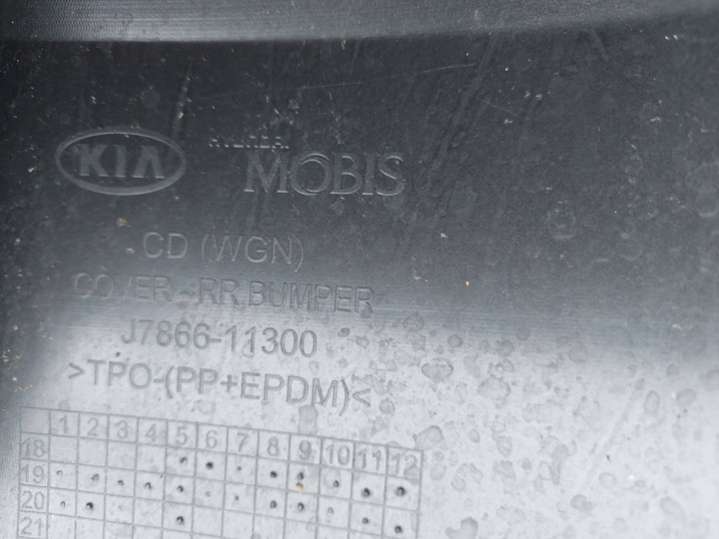 KIA HYUNDAI MOBIS
CD (WGN)
COVER-RR BUMPER
J7866-11300
>TPO-(PP+EPDM)<
1 2 3 4 5 6 7 8 9 10 11 12
18
19
20
21